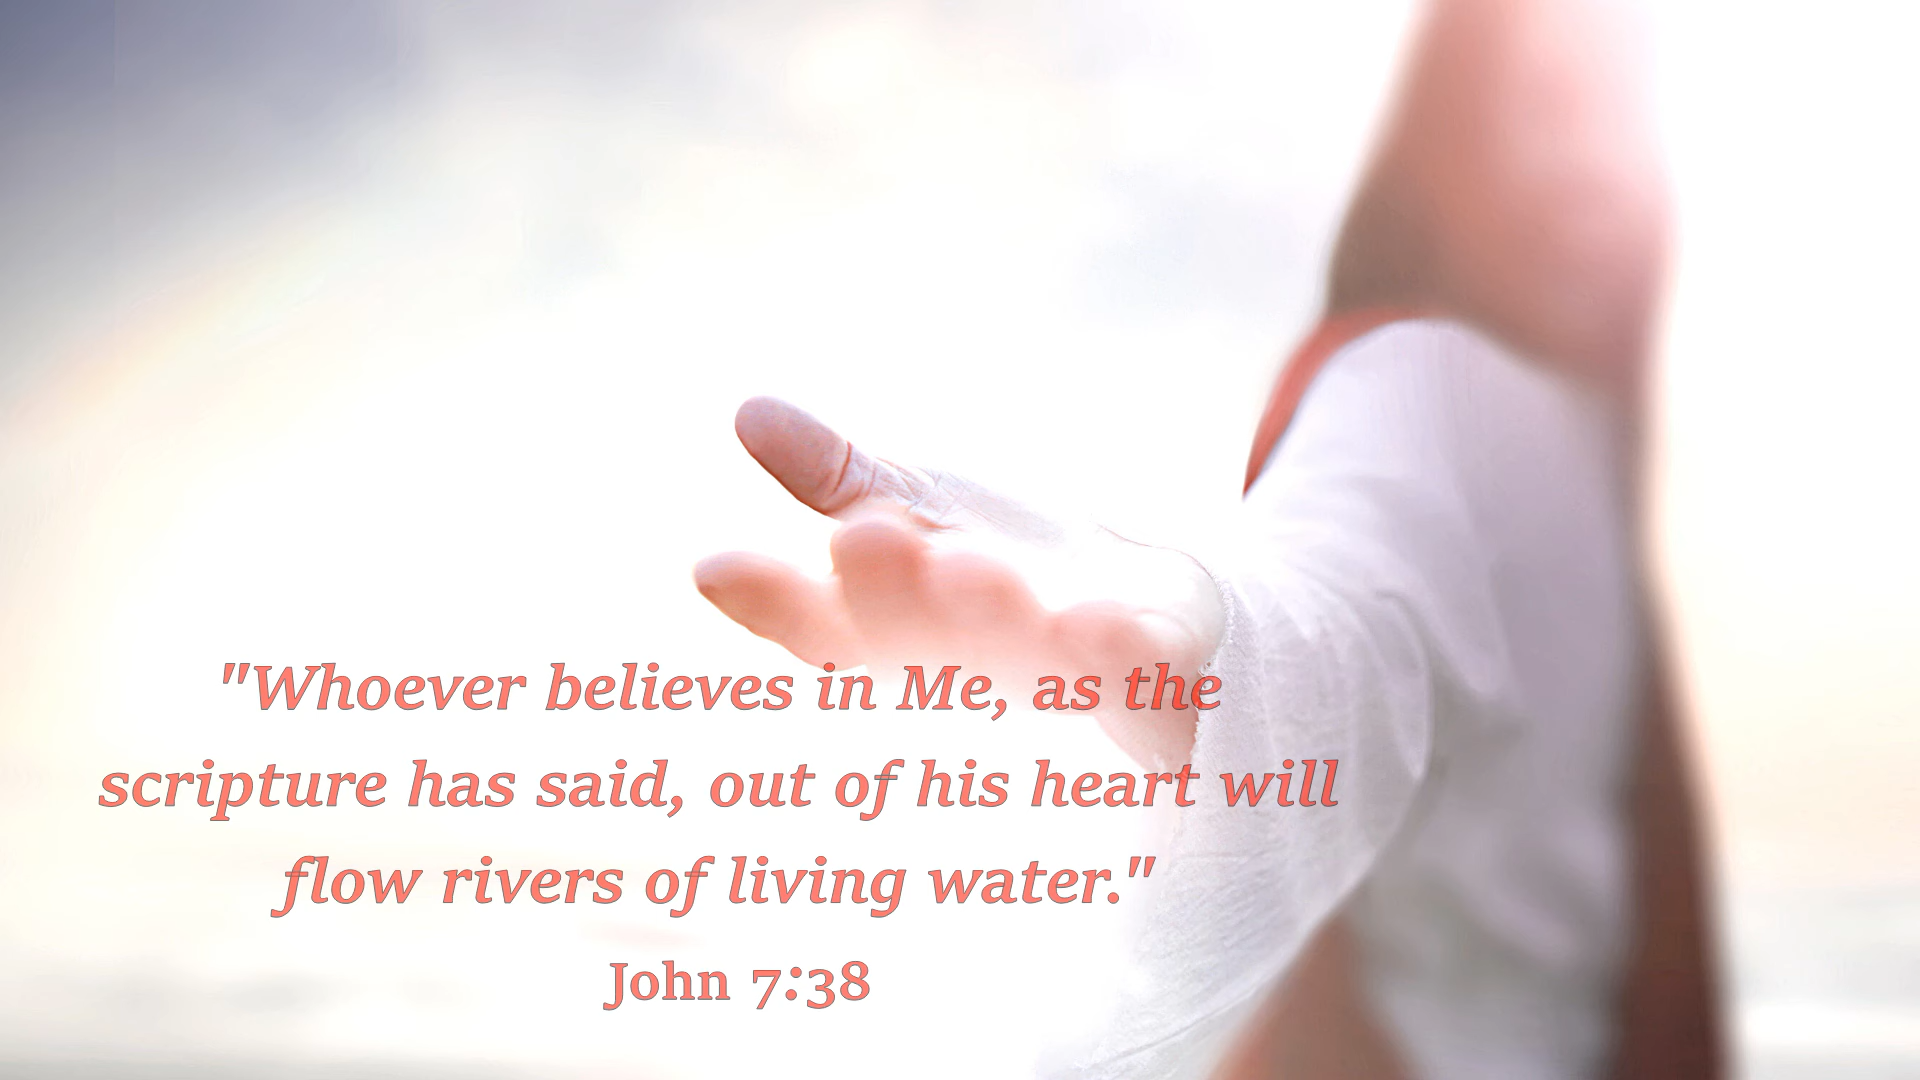 "Whoever believes in Me, as the
scripture has said, out of his heart will
flow rivers of living water."
John 7:38